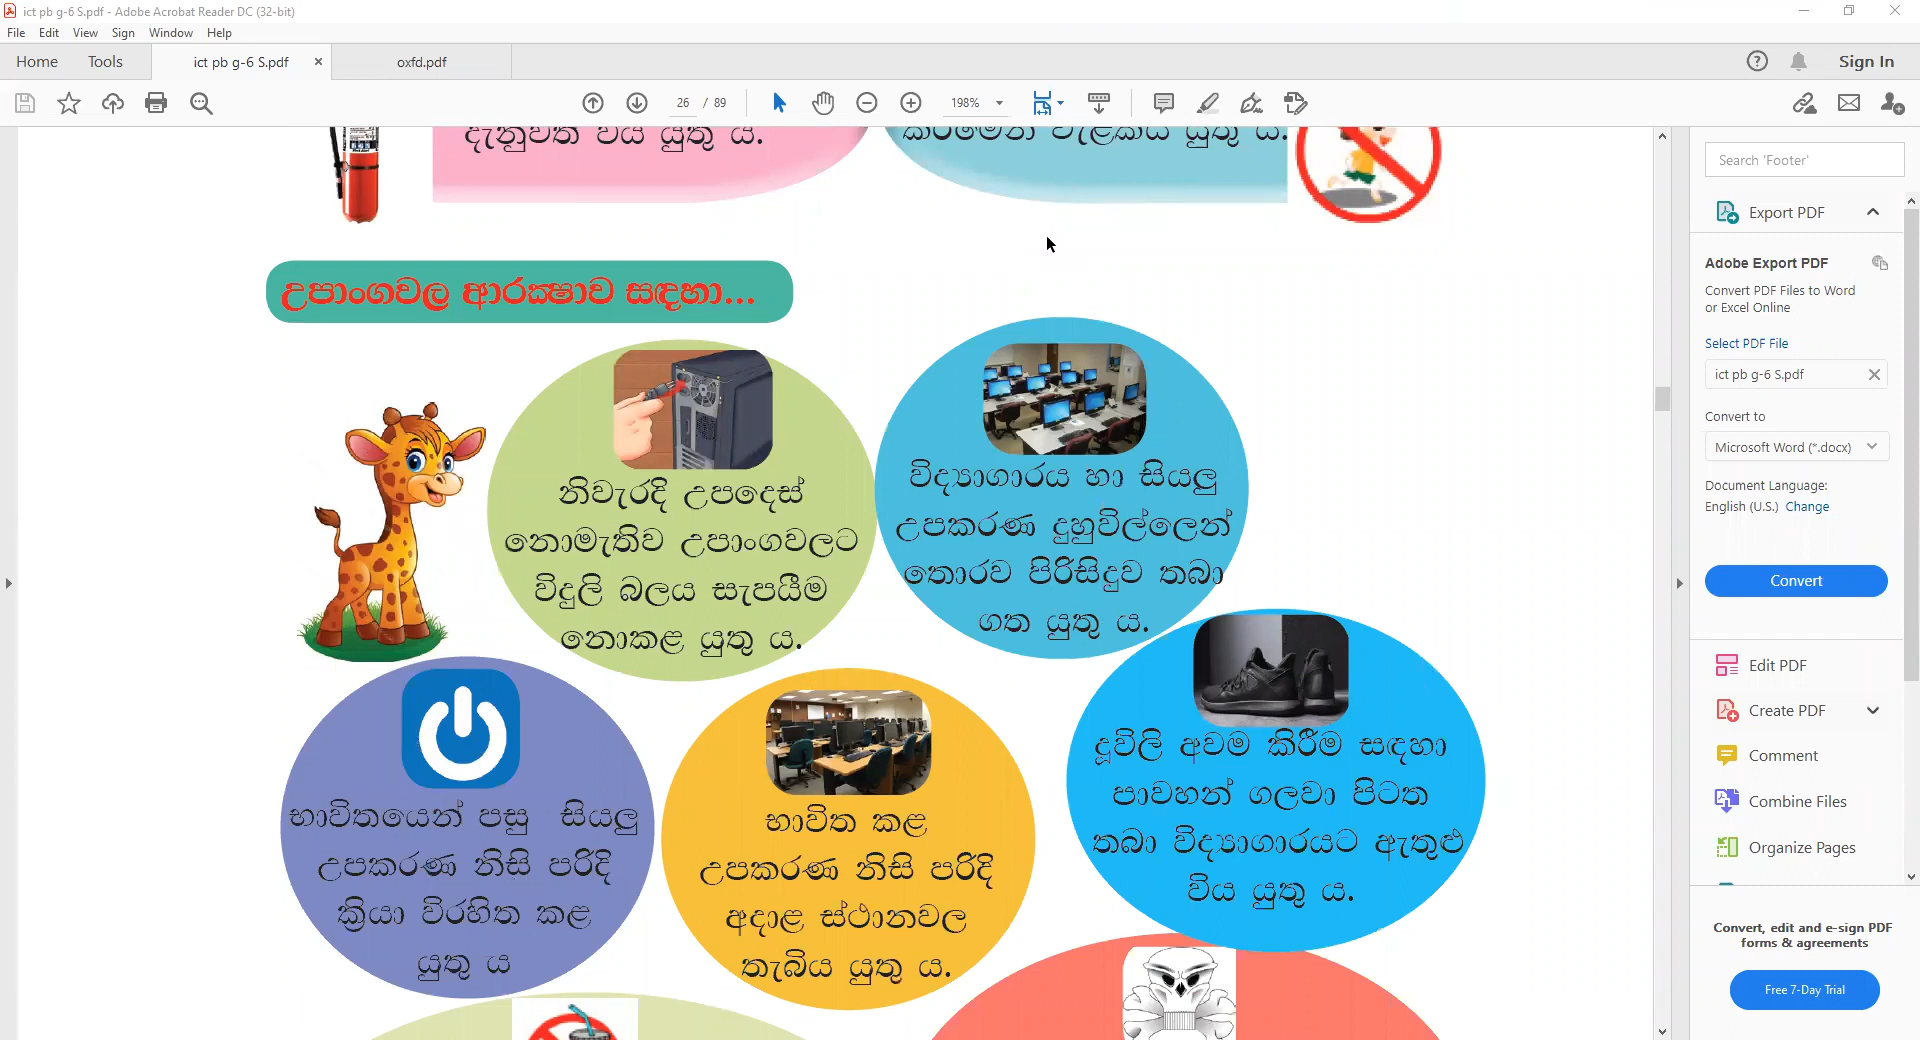 ict pb g-6 S.pdf - Adobe Acrobat Reader DC (32-bit)
File Edit View Sign Window Help
Home Tools ict pb g-6 S.pdf oxfd.pdf Sign In
26 / 89 198%
දැනුවත් විය යුතු ය.
කිරීමෙන් වැළකිය යුතු ය.
උපාංගවල ආරක්‍ෂාව සඳහා...
නිවැරදි උපදෙස්
නොමැතිව උපාංගවලට
විදුලි බලය සැපයීම
නොකළ යුතු ය.
විද්‍යාගාරය හා සියලු
උපකරණ දූහුවිල්ලෙන්
තොරව පිරිසිදුව තබා
ගත යුතු ය.
භාවිතයෙන් පසු සියලු
උපකරණ නිසි පරිදි
ක්‍රියා විරහිත කළ
යුතු ය
භාවිත කළ
උපකරණ නිසි පරිදි
අදාළ ස්ථානවල
තැබිය යුතු ය.
දූවිලි අවම කිරීම සඳහා
පාවහන් ගලවා පිටත
තබා විද්‍යාගාරයට ඇතුළු
විය යුතු ය.
Search 'Footer'
Export PDF
Adobe Export PDF
Convert PDF Files to Word
or Excel Online
Select PDF File
ict pb g-6 S.pdf
Convert to
Microsoft Word (*.docx)
Document Language:
English (U.S.) Change
Convert
Edit PDF
Create PDF
Comment
Combine Files
Organize Pages
Convert, edit and e-sign PDF
forms & agreements
Free 7-Day Trial